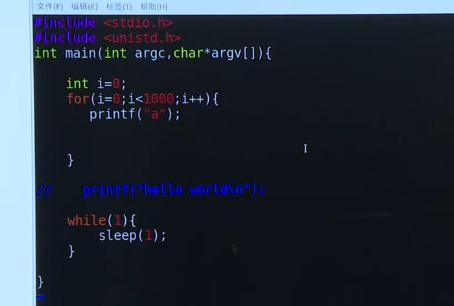 文件(F) 编辑(E) 标签(T) 帮助(H)
#include <stdio.h>
#include <unistd.h>
int main(int argc,char*argv[]){
int i=0;
for(i=0;i<1000;i++){
printf("a");
}
// printf("hello world\n");
while(1){
sleep(1);
}
}
~